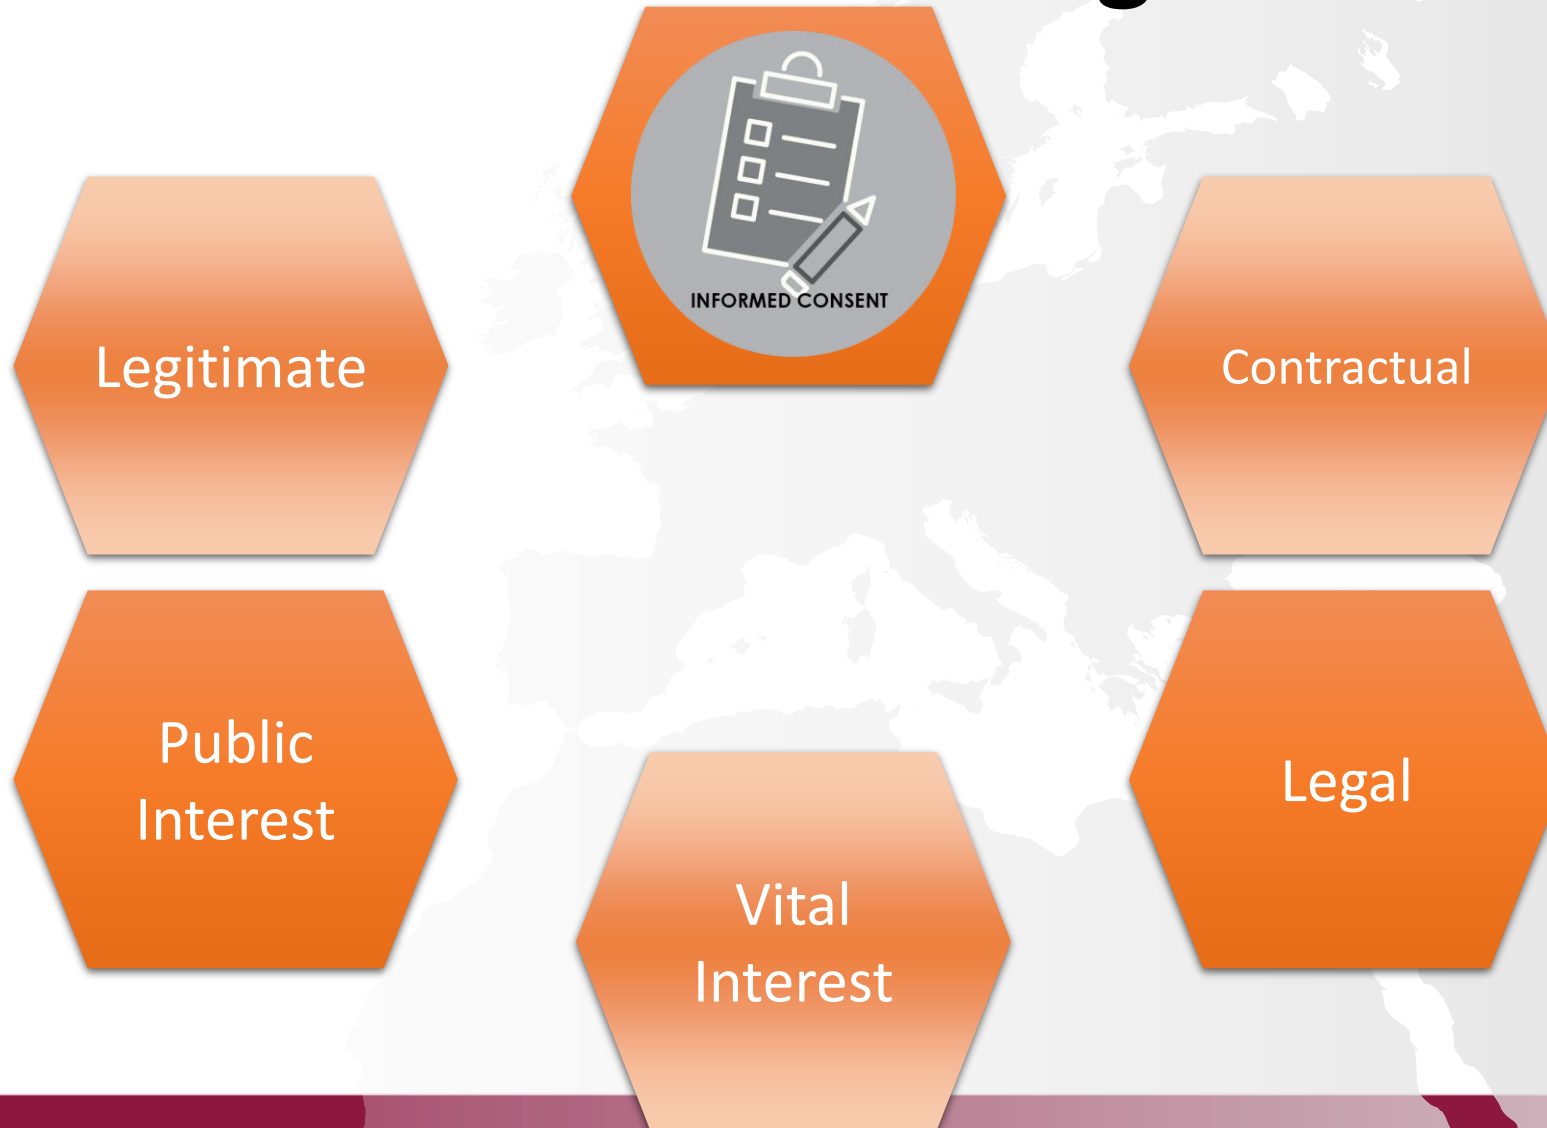 INFORMED CONSENT
Legitimate
Contractual
Public
Interest
Legal
Vital
Interest